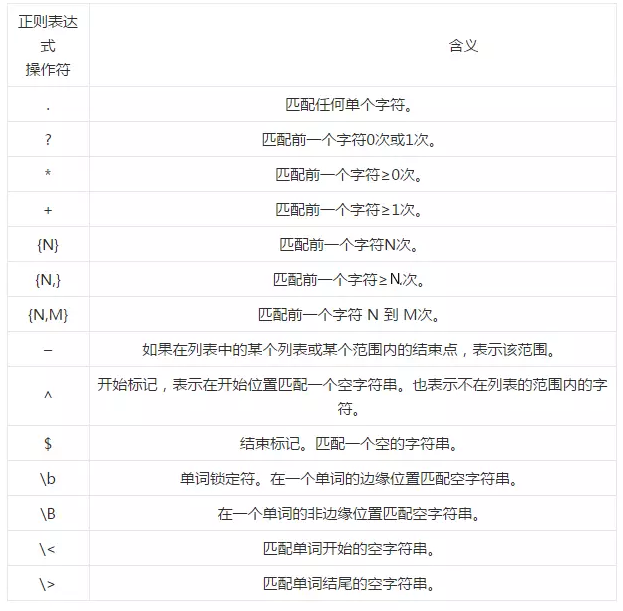 正则表达
式
操作符
含义
.
匹配任何单个字符。
?
匹配前一个字符0次或1次。
*
匹配前一个字符≥0次。
+
匹配前一个字符≥1次。
{N}
匹配前一个字符N次。
{N,}
匹配前一个字符≥N次。
{N,M}
匹配前一个字符 N 到 M次。
–
如果在列表中的某个列表或某个范围内的结束点，表示该范围。
^
开始标记，表示在开始位置匹配一个空字符串。也表示不在列表的范围内的字
符。
$
结束标记。匹配一个空的字符串。
\b
单词锁定符。在一个单词的边缘位置匹配空字符串。
\B
在一个单词的非边缘位置匹配空字符串。
\<
匹配单词开始的空字符串。
\>
匹配单词结尾的空字符串。